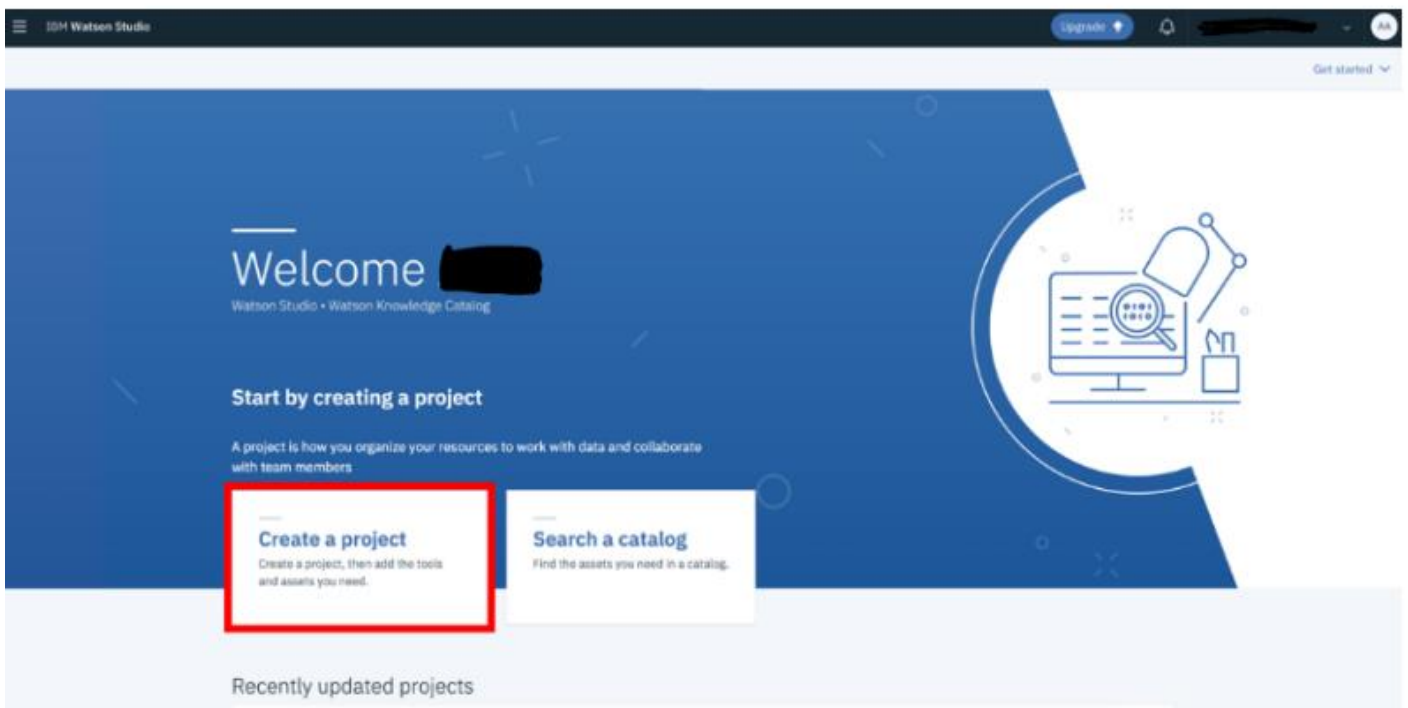 IBM Watson Studio
Upgrade
AA
Get started
Welcome
Watson Studio • Watson Knowledge Catalog
Start by creating a project
A project is how you organize your resources to work with data and collaborate
with team members
Create a project
Create a project, then add the tools
and assets you need.
Search a catalog
Find the assets you need in a catalog.
Recently updated projects